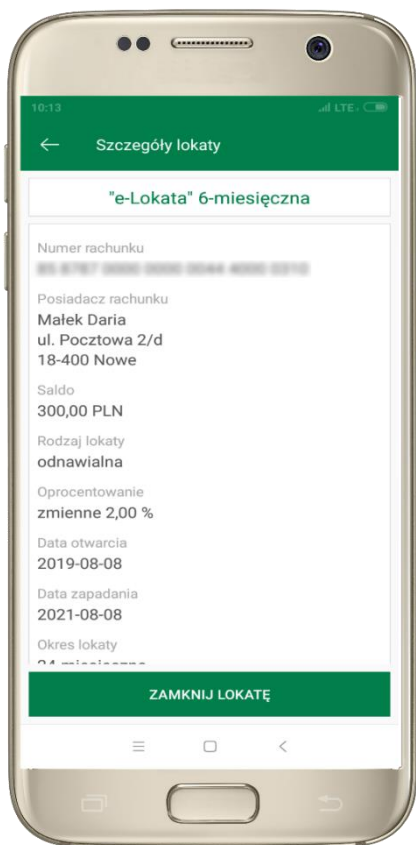 10:13
LTE
Szczegóły lokaty
"e-Lokata" 6-miesięczna
Numer rachunku
Posiadacz rachunku
Małek Daria
ul. Pocztowa 2/d
18-400 Nowe
Saldo
300,00 PLN
Rodzaj lokaty
odnawialna
Oprocentowanie
zmienne 2,00 %
Data otwarcia
2019-08-08
Data zapadania
2021-08-08
Okres lokaty
ZAMKNIJ LOKATĘ